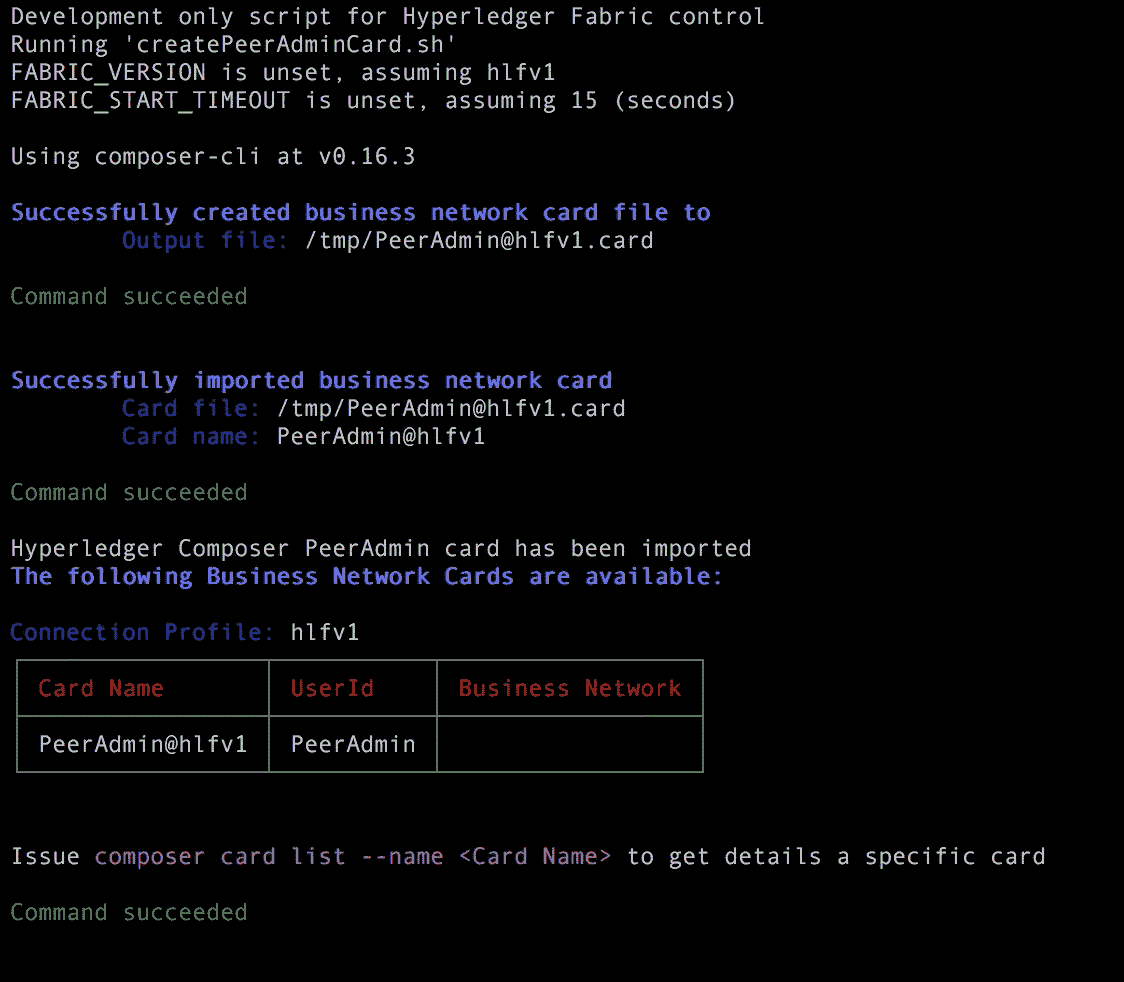 Development only script for Hyperledger Fabric control
Running 'createPeerAdminCard.sh'
FABRIC_VERSION is unset, assuming hlfv1
FABRIC_START_TIMEOUT is unset, assuming 15 (seconds)
Using composer-cli at v0.16.3
Successfully created business network card file to
Output file: /tmp/PeerAdmin@hlfv1.card
Command succeeded
Successfully imported business network card
Card file: /tmp/PeerAdmin@hlfv1.card
Card name: PeerAdmin@hlfv1
Command succeeded
Hyperledger Composer PeerAdmin card has been imported
The following Business Network Cards are available:
Connection Profile: hlfv1
Card Name UserId Business Network
PeerAdmin@hlfv1 PeerAdmin
Issue composer card list --name <Card Name> to get details a specific card
Command succeeded